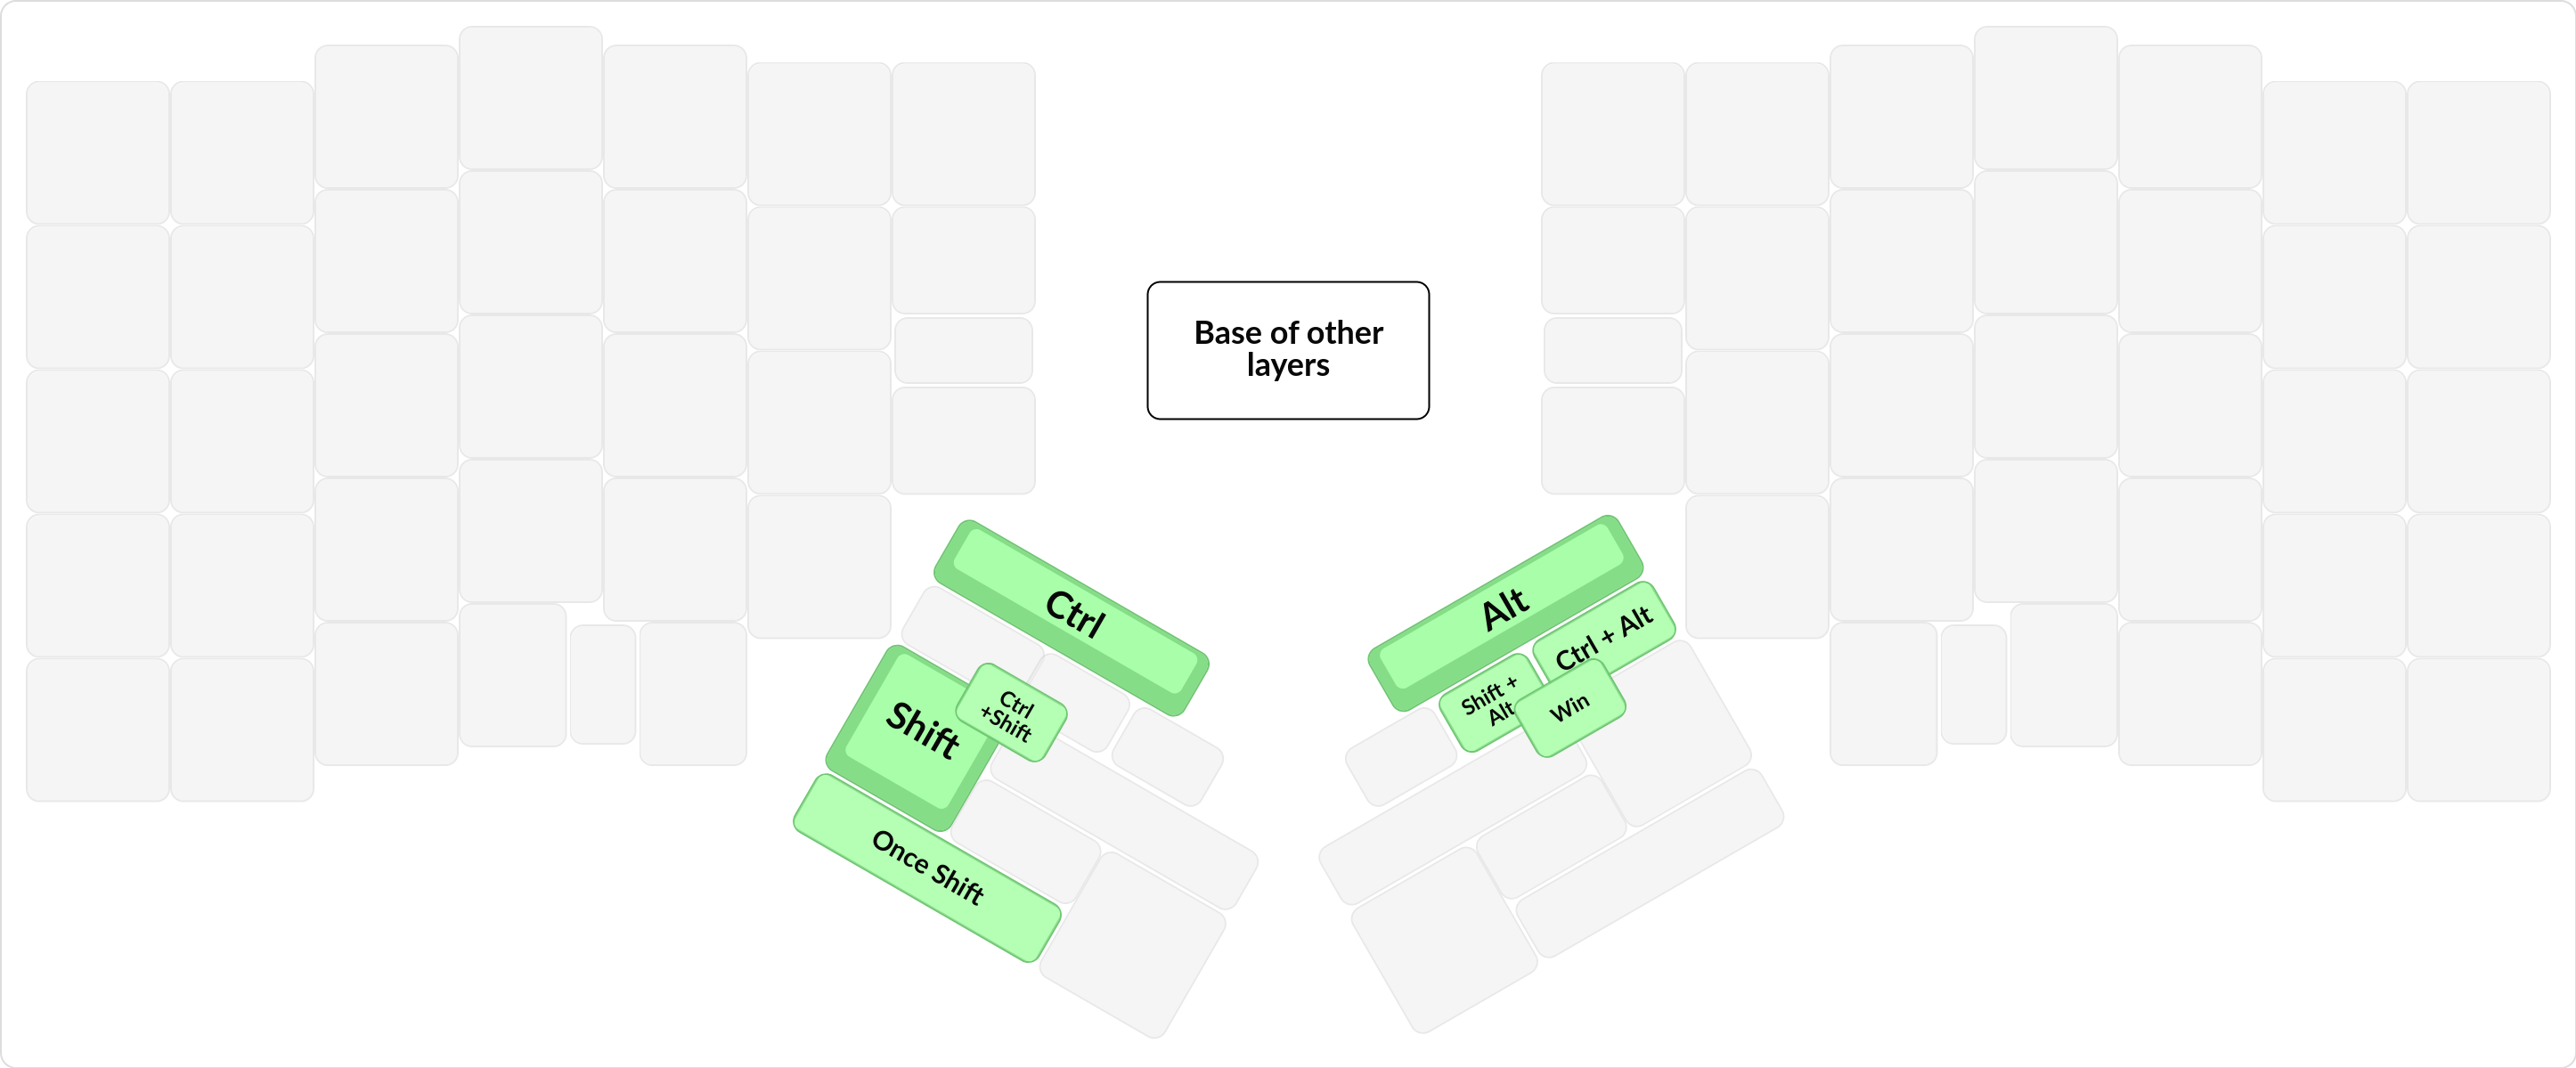 Base of other
layers
Ctrl
Shift
Ctrl
+Shift
Once Shift
Alt
Ctrl + Alt
Shift +
Alt
Win